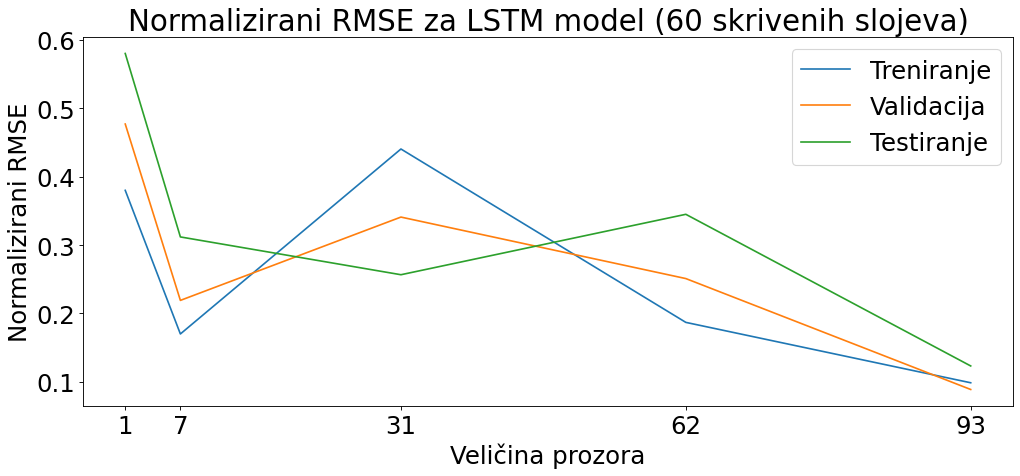 Normalizirani RMSE za LSTM model (60 skrivenih slojeva)
Normalizirani RMSE
0.6
0.5
0.4
0.3
0.2
0.1
Treniranje
Validacija
Testiranje
1 7 31 62 93
Veličina prozora